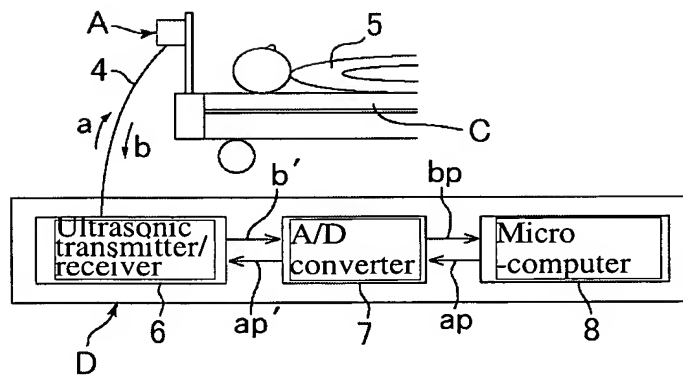 A
5
4
a
b
C
b′
bp
Ultrasonic
transmitter/
receiver
A/D
converter
Micro
-computer
6
ap′
7
ap
8
D